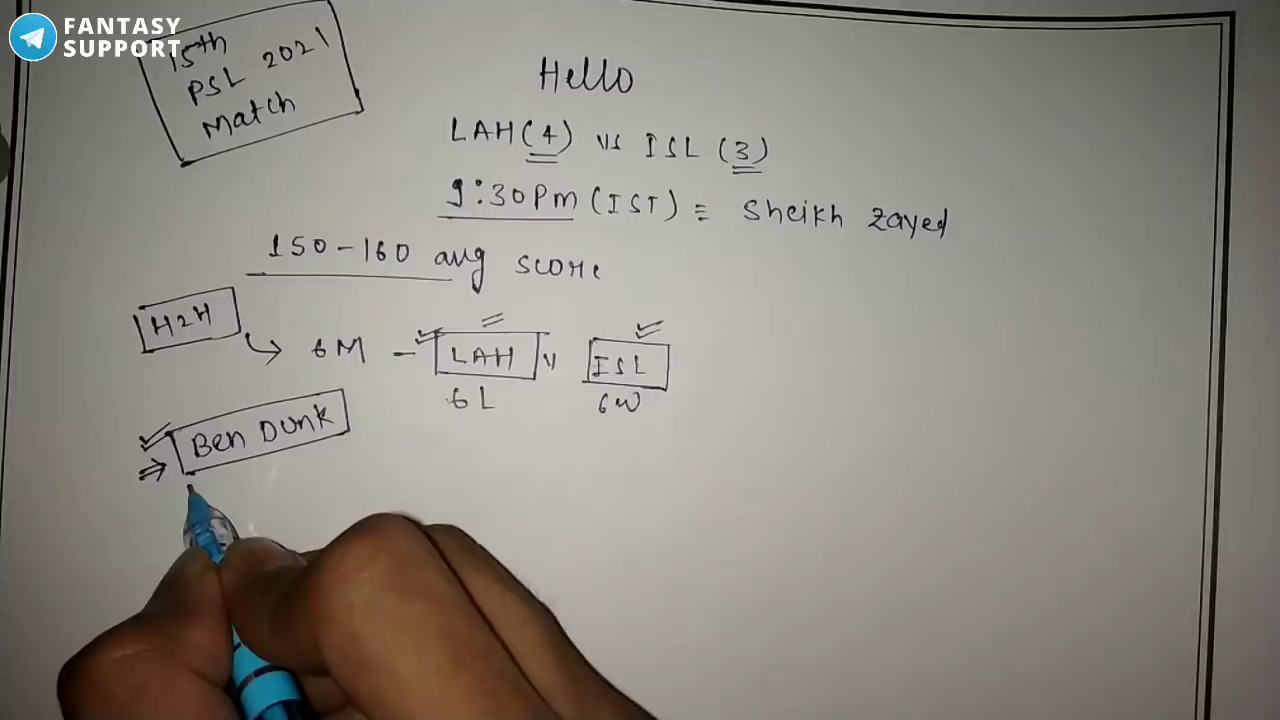 FANTASY
SUPPORT
15th
PSL 2021
Match
Hello
LAH (4) vs ISL (3)
9:30Pm (IST) = Sheikh Zayed
150-160 avg score
H2H
6M - LAH v ISL
6L 6W
Ben Dunk